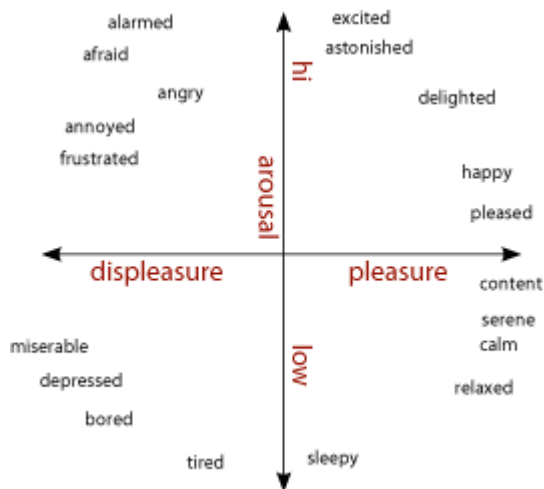 alarmed
excited
afraid
astonished
hi
angry
delighted
annoyed
frustrated
arousal
happy
pleased
displeasure
pleasure
content
serene
miserable
calm
low
depressed
relaxed
bored
tired
sleepy